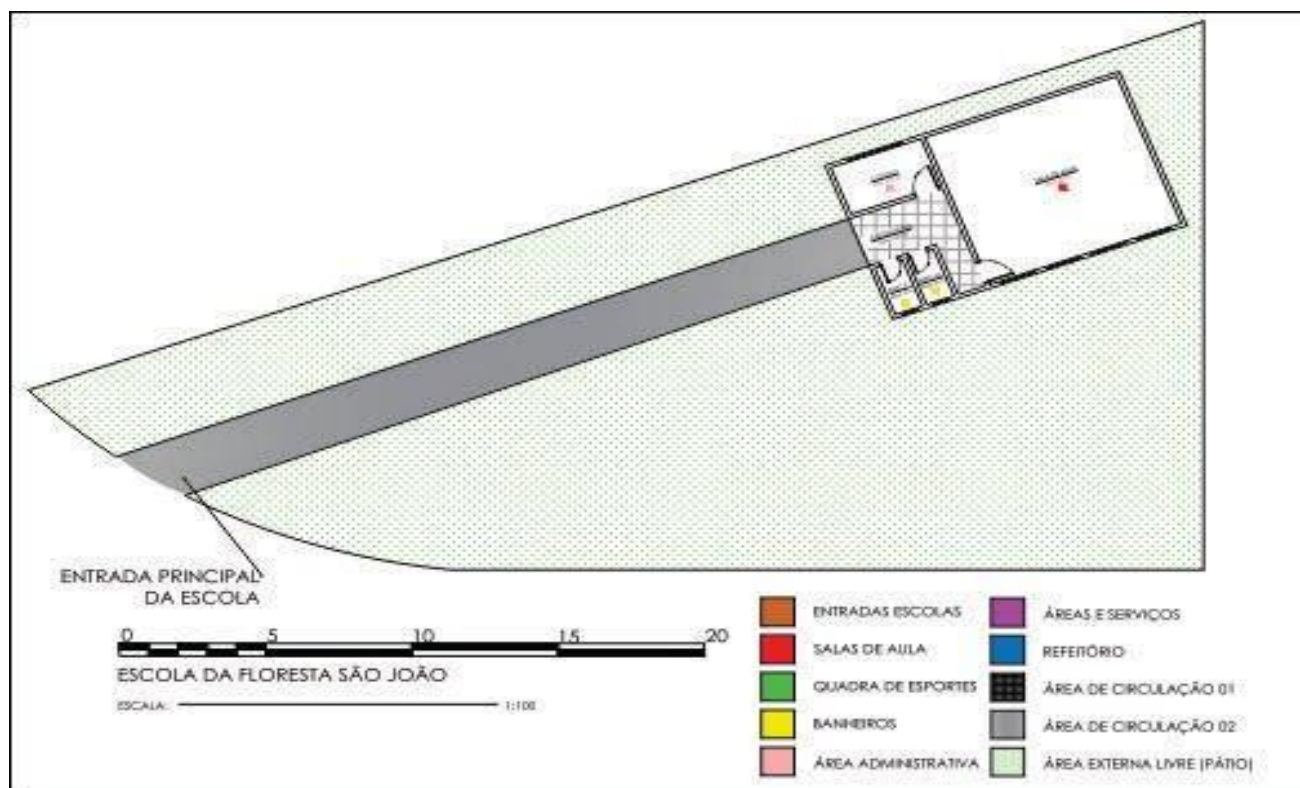 ENTRADA PRINCIPAL
DA ESCOLA
0 5 10 15 20
ESCOLA DA FLORESTA SÃO JOÃO
ESCALA: 1:100
ENTRADAS ESCOLAS
SALAS DE AULA
QUADRA DE ESPORTES
BANHEIROS
ÁREA ADMINISTRATIVA
ÁREAS E SERVIÇOS
REFEITÓRIO
ÁREA DE CIRCULAÇÃO 01
ÁREA DE CIRCULAÇÃO 02
ÁREA EXTERNA LIVRE (PÁTIO)